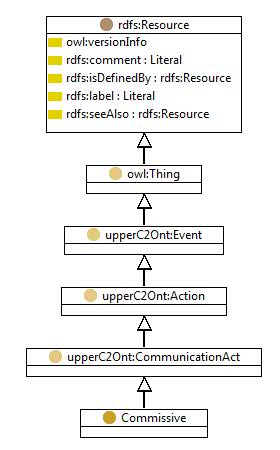 rdfs:Resource
owl:versionInfo
rdfs:comment : Literal
rdfs:isDefinedBy : rdfs:Resource
rdfs:label : Literal
rdfs:seeAlso : rdfs:Resource
owl:Thing
upperC2Ont:Event
upperC2Ont:Action
upperC2Ont:CommunicationAct
Commissive